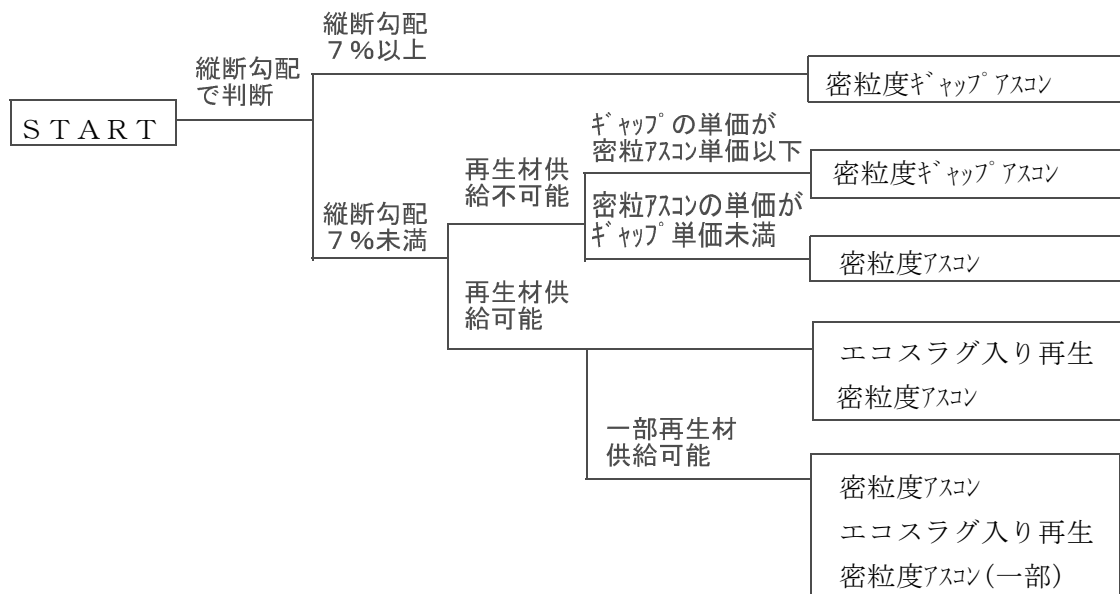 ＳＴＡＲＴ
縦断勾配
で判断
縦断勾配
７％以上
密粒度ｷﾞｬｯﾌﾟｱｽｺﾝ
縦断勾配
７％未満
再生材供
給不可能
ｷﾞｬｯﾌﾟの単価が
密粒ｱｽｺﾝ単価以下
密粒度ｷﾞｬｯﾌﾟｱｽｺﾝ
密粒ｱｽｺﾝの単価が
ｷﾞｬｯﾌﾟ単価未満
密粒度ｱｽｺﾝ
再生材供
給可能
エコスラグ入り再生
密粒度ｱｽｺﾝ
一部再生材
供給可能
密粒度ｱｽｺﾝ
エコスラグ入り再生
密粒度ｱｽｺﾝ(一部)